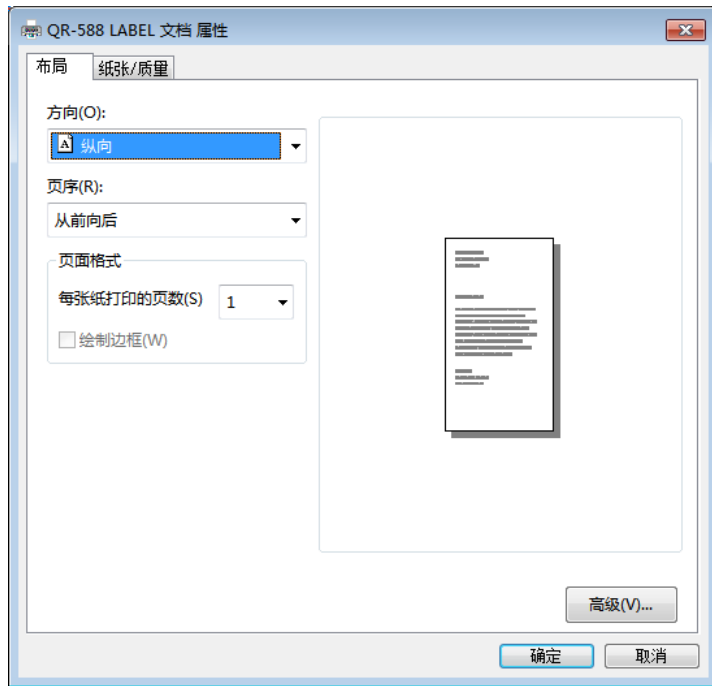 QR-588 LABEL 文档 属性
布局
纸张/质量
方向(O):
A 纵向
页序(R):
从前向后
页面格式
每张纸打印的页数(S) 1
绘制边框(W)
高级(V)...
确定
取消